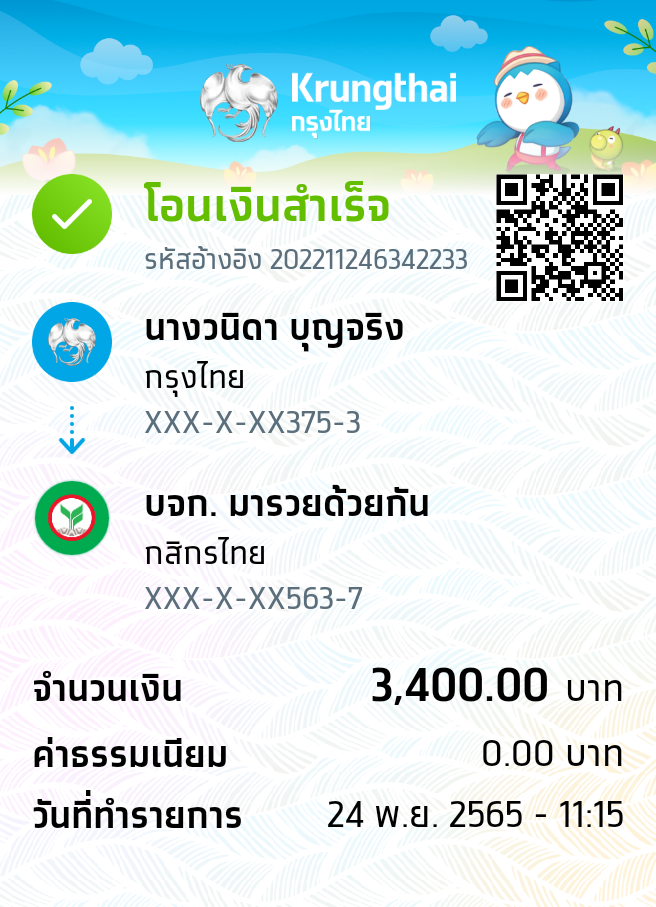 Krungthai
กรุงไทย
โอนเงินสำเร็จ
รหัสอ้างอิง 202211246342233
นางวนิดา บุญจริง
กรุงไทย
XXX-X-XX375-3
บจก. มารวยด้วยกัน
กสิกรไทย
XXX-X-XX563-7
จำนวนเงิน 3,400.00 บาท
ค่าธรรมเนียม 0.00 บาท
วันที่ทำรายการ 24 พ.ย. 2565 - 11:15